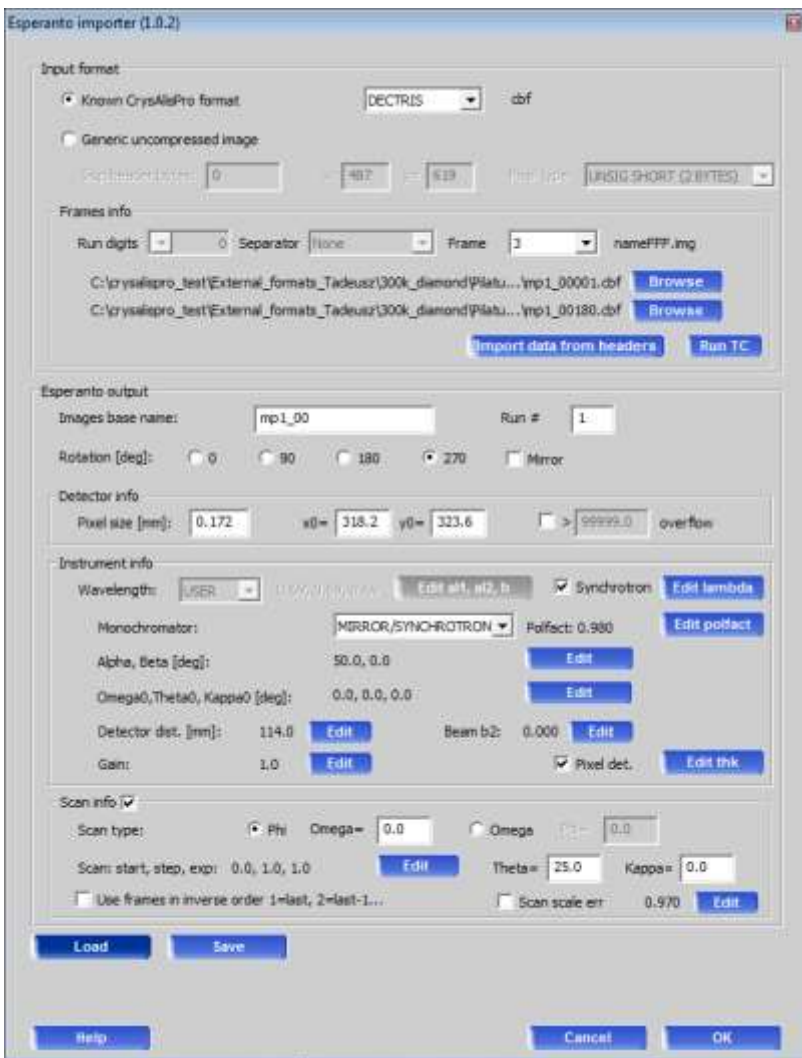 Esperanto importer (1.0.2)
Input format
Known CrysAlisPro format DECTRIS cbf
Generic uncompressed image
0 487 619 UNSIG SHORT (2 BYTES)
Frames info
Run digits 0 Separator None Frame 3 nameFFF.img
C:\crysalispro_test\External_formats_Tadeusz\300k_diamond\Pilatu...\mp1_00001.cbf Browse
C:\crysalispro_test\External_formats_Tadeusz\300k_diamond\Pilatu...\mp1_00180.cbf Browse
Import data from headers Run TC
Esperanto output
Images base name: mp1_00 Run # 1
Rotation [deg]: 0 90 180 270 Mirror
Detector info
Pixel size [mm]: 0.172 x0= 318.2 y0= 323.6 > 99999.0 overflow
Instrument info
Wavelength: USER Edit al1, al2, b Synchrotron Edit lambda
Monochromator: MIRROR/SYNCHROTRON Polfact: 0.980 Edit polfact
Alpha, Beta [deg]: 50.0, 0.0 Edit
Omega0,Theta0, Kappa0 [deg]: 0.0, 0.0, 0.0 Edit
Detector dist. [mm]: 114.0 Edit Beam b2: 0.000 Edit
Gain: 1.0 Edit Pixel det. Edit thk
Scan info
Scan type: Phi Omega= 0.0 Omega 0.0
Scan: start, step, exp: 0.0, 1.0, 1.0 Edit Theta= 25.0 Kappa= 0.0
Use frames in inverse order 1=last, 2=last-1... Scan scale err 0.970 Edit
Load Save
Help Cancel OK